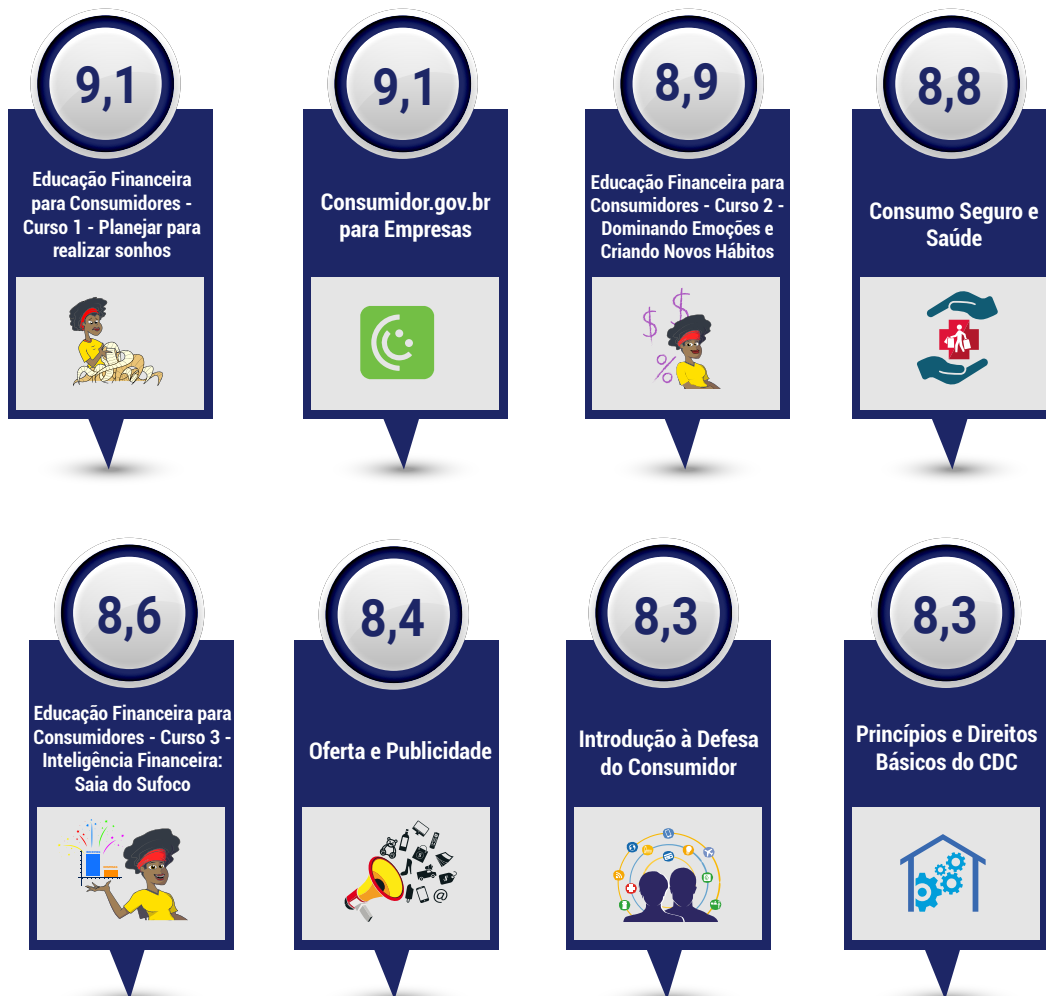 9,1
Educação Financeira
para Consumidores -
Curso 1 - Planejar para
realizar sonhos
9,1
Consumidor.gov.br
para Empresas
8,9
Educação Financeira para
Consumidores - Curso 2 -
Dominando Emoções e
Criando Novos Hábitos
$ $
%
8,8
Consumo Seguro e
Saúde
8,6
Educação Financeira para
Consumidores - Curso 3 -
Inteligência Financeira:
Saia do Sufoco
8,4
Oferta e Publicidade
@
8,3
Introdução à Defesa
do Consumidor
8,3
Princípios e Direitos
Básicos do CDC